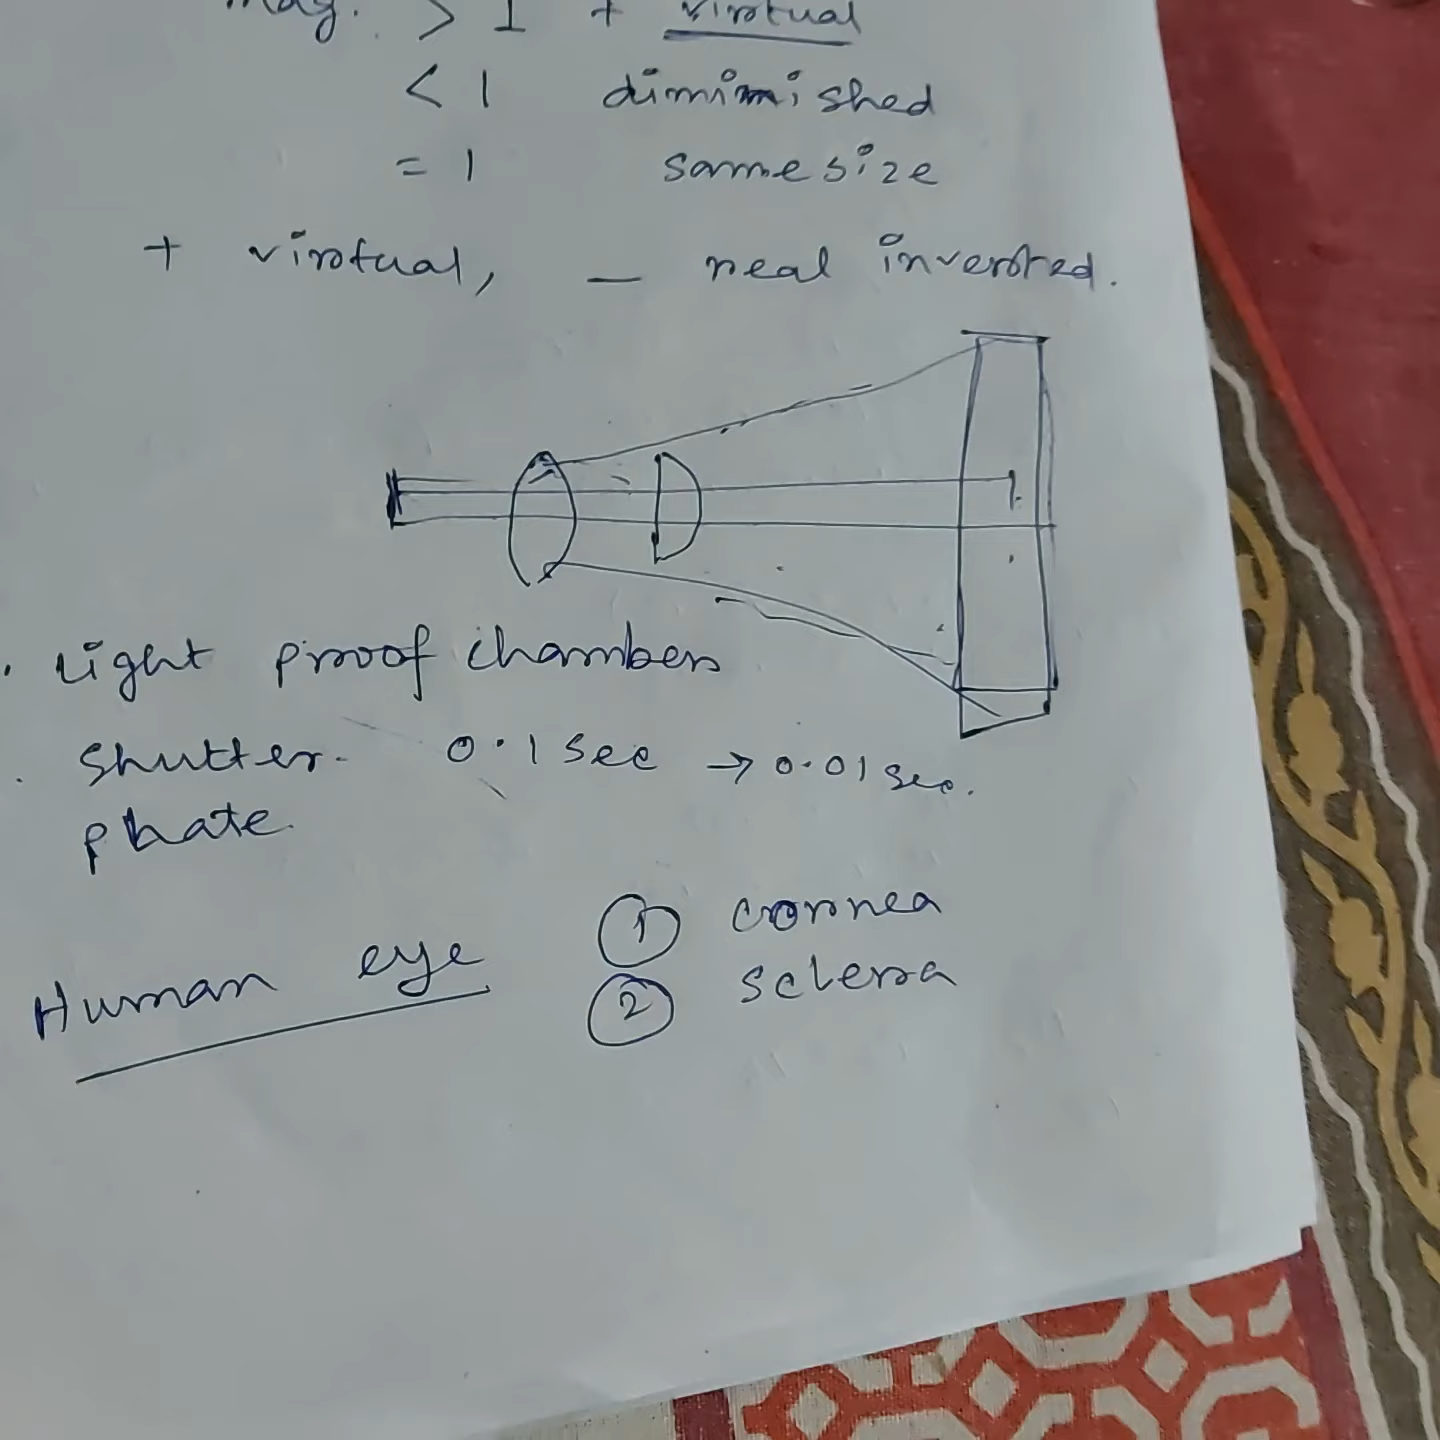 mag. > 1 + virtual
< 1 diminished
= 1 same size
+ virtual, - real inverted.
. Light proof chamber
. Shutter. 0.1 sec → 0.01 sec.
plate.
Human eye
① cornea
② sclera